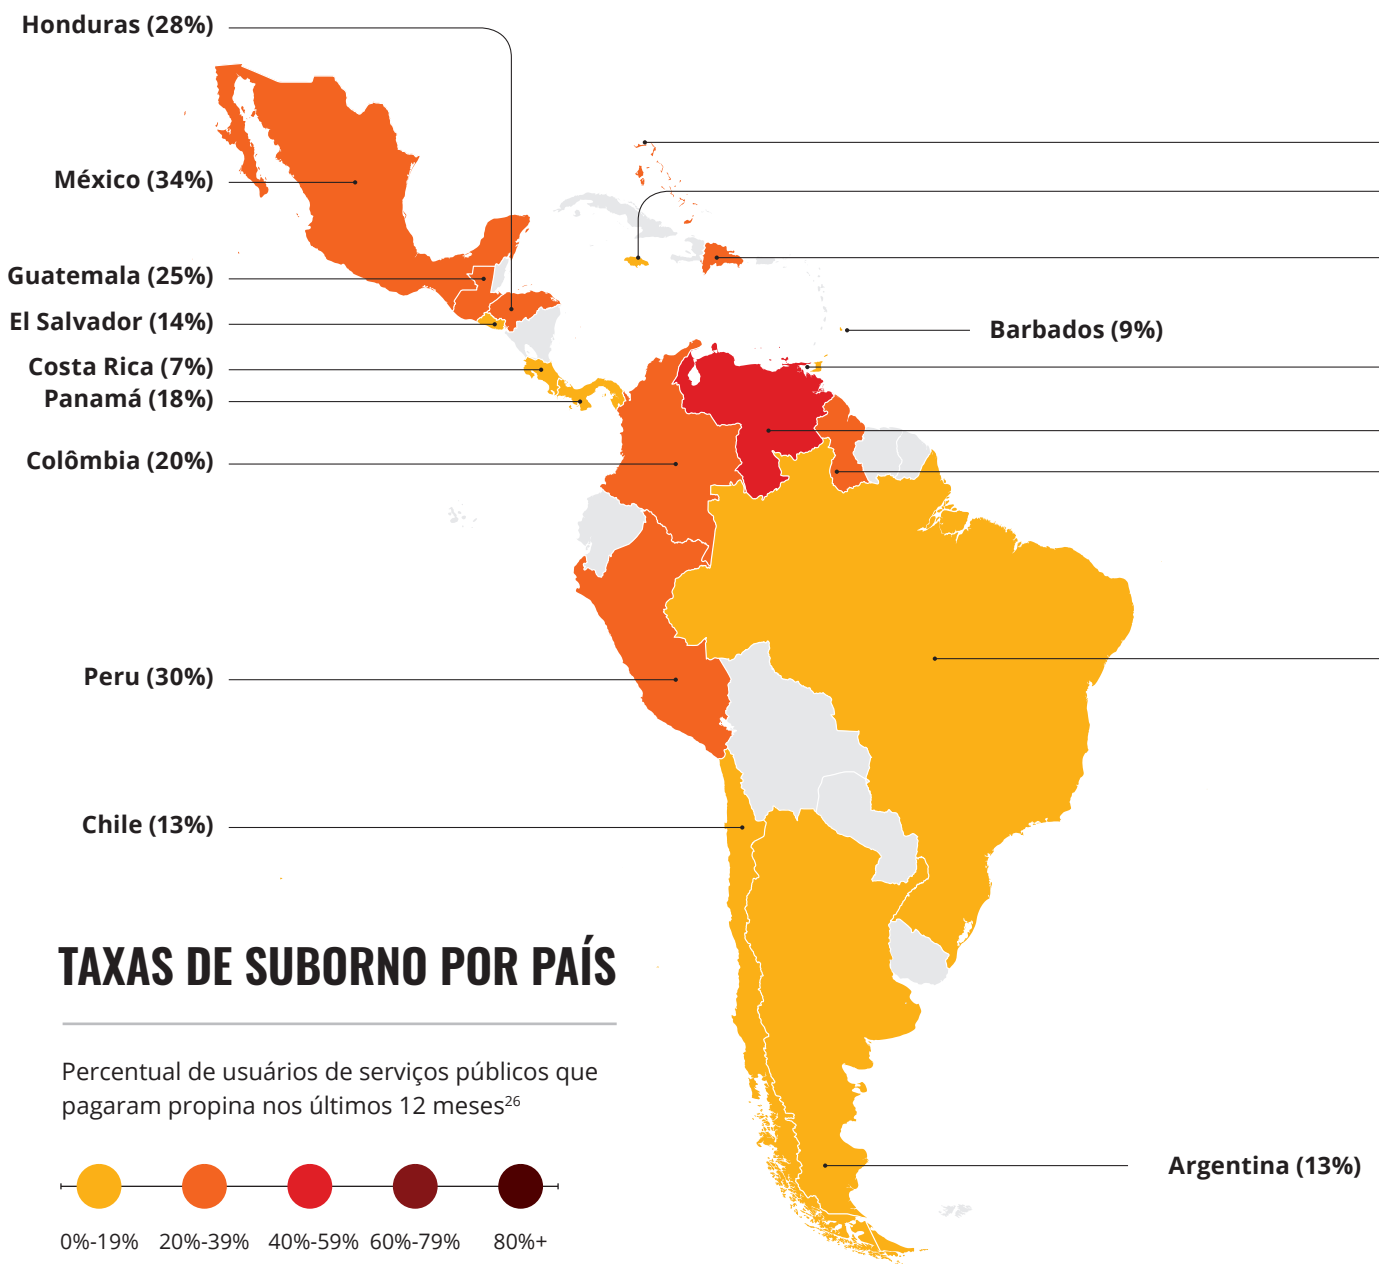 Honduras (28%)
México (34%)
Guatemala (25%)
El Salvador (14%)
Barbados (9%)
Costa Rica (7%)
Panamá (18%)
Colômbia (20%)
Peru (30%)
Chile (13%)
TAXAS DE SUBORNO POR PAÍS
Percentual de usuários de serviços públicos que
pagaram propina nos últimos 12 meses²⁶
Argentina (13%)
0%-19% 20%-39% 40%-59% 60%-79% 80%+